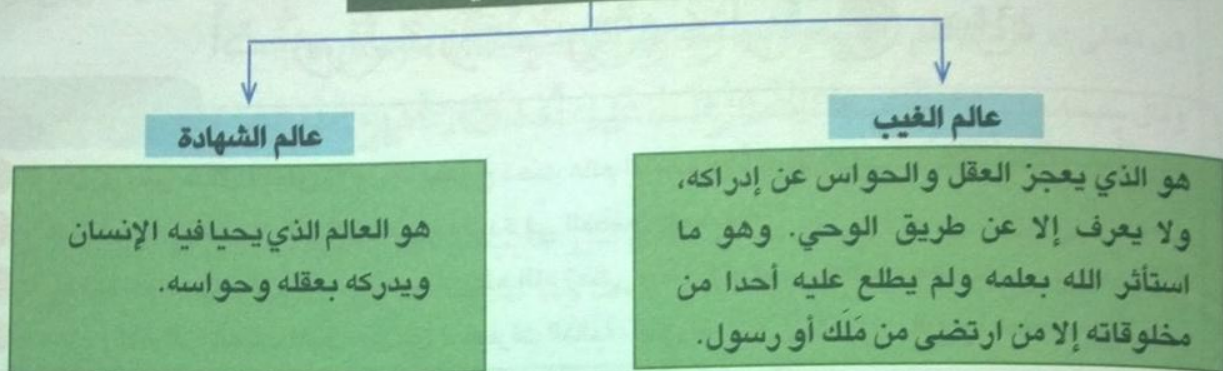 عالم الغيب
هو الذي يعجز العقل والحواس عن إدراكه،
ولا يعرف إلا عن طريق الوحي. وهو ما
استأثر الله بعلمه ولم يطلع عليه أحدا من
مخلوقاته إلا من ارتضى من مَلَك أو رسول.
عالم الشهادة
هو العالم الذي يحيا فيه الإنسان
ويدركه بعقله وحواسه.